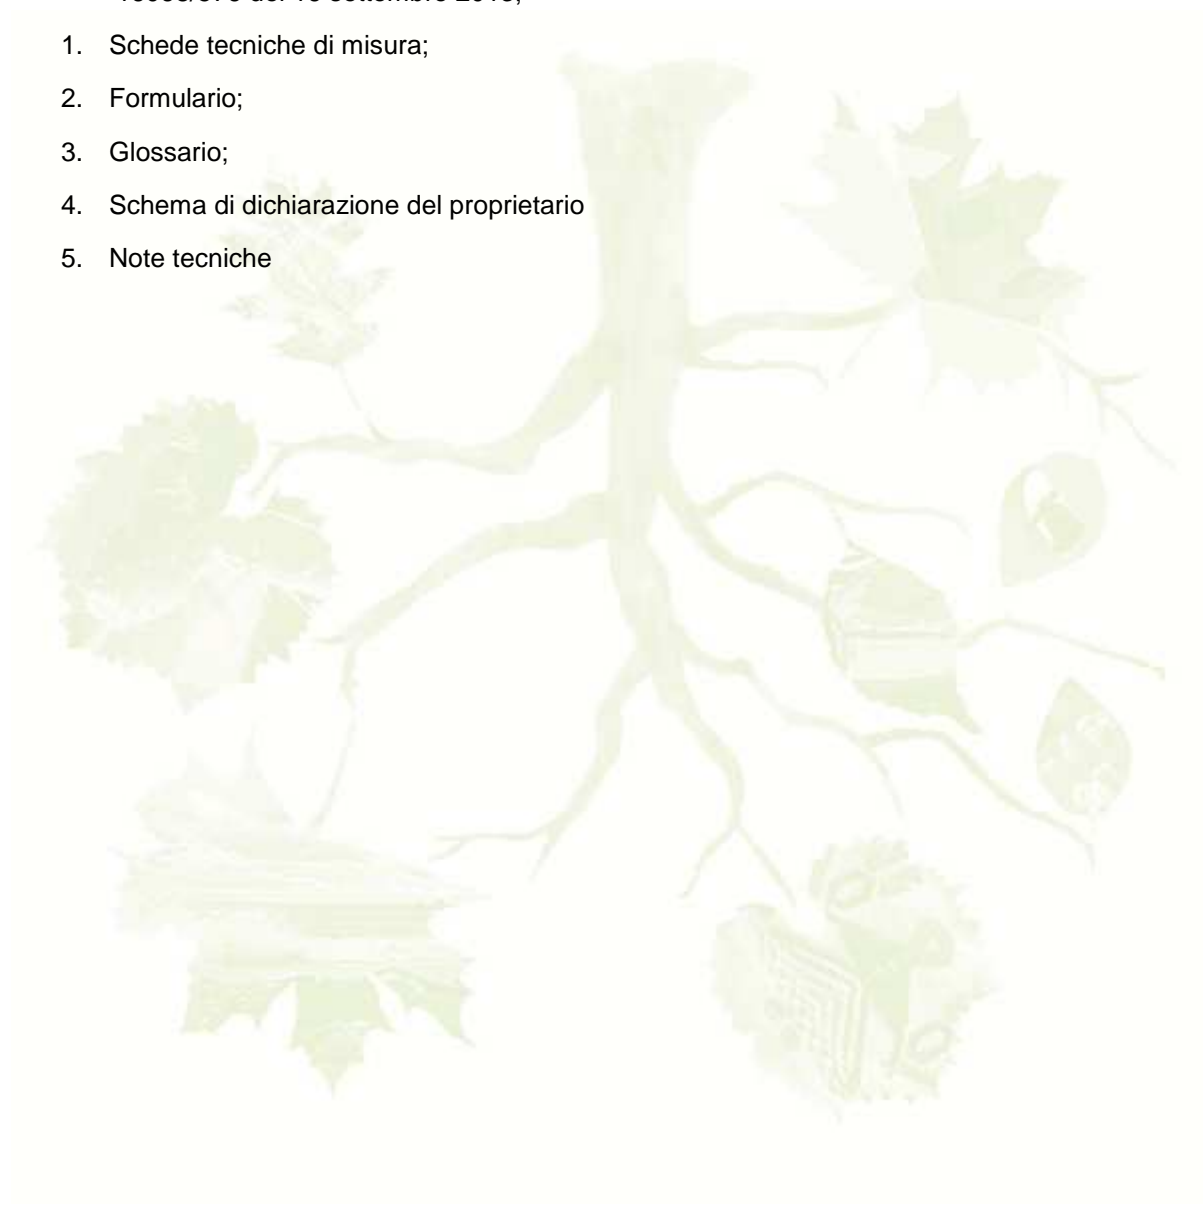 1. Schede tecniche di misura;
2. Formulario;
3. Glossario;
4. Schema di dichiarazione del proprietario
5. Note tecniche